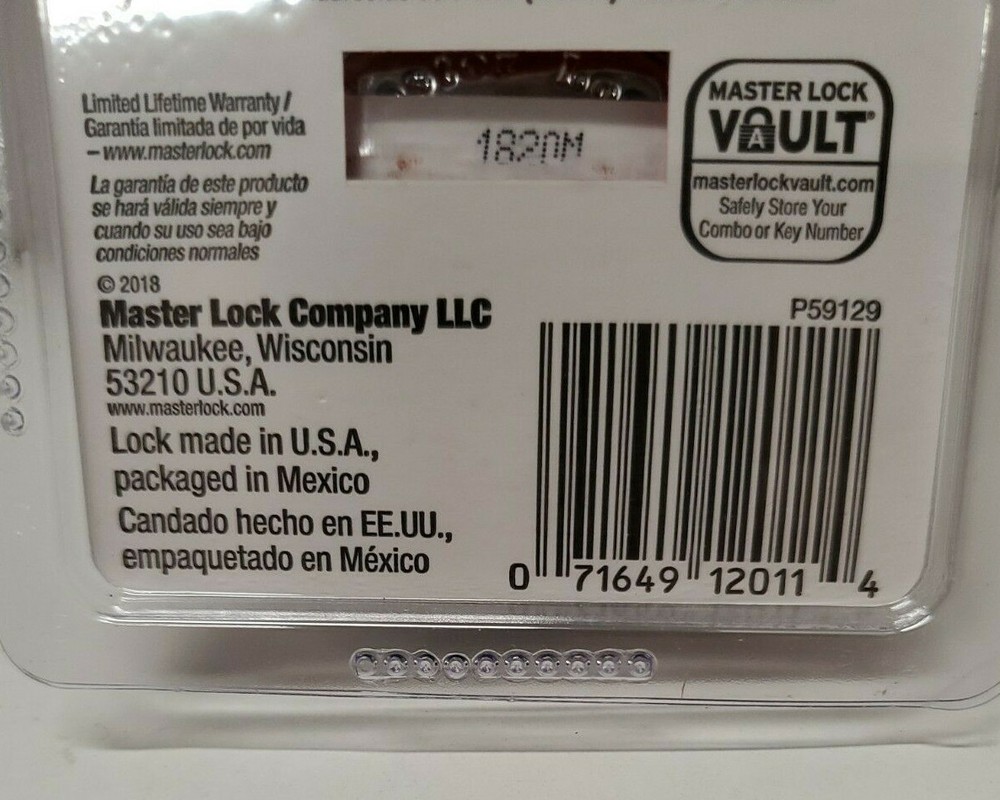 Limited Lifetime Warranty /
Garantía limitada de por vida
– www.masterlock.com
La garantía de este producto
se hará válida siempre y
cuando su uso sea bajo
condiciones normales
© 2018
Master Lock Company LLC
Milwaukee, Wisconsin
53210 U.S.A.
www.masterlock.com
Lock made in U.S.A.,
packaged in Mexico
Candado hecho en EE.UU.,
empaquetado en México
MASTER LOCK
VAULT®
masterlockvault.com
Safely Store Your
Combo or Key Number
P59129
0 71649 12011 4